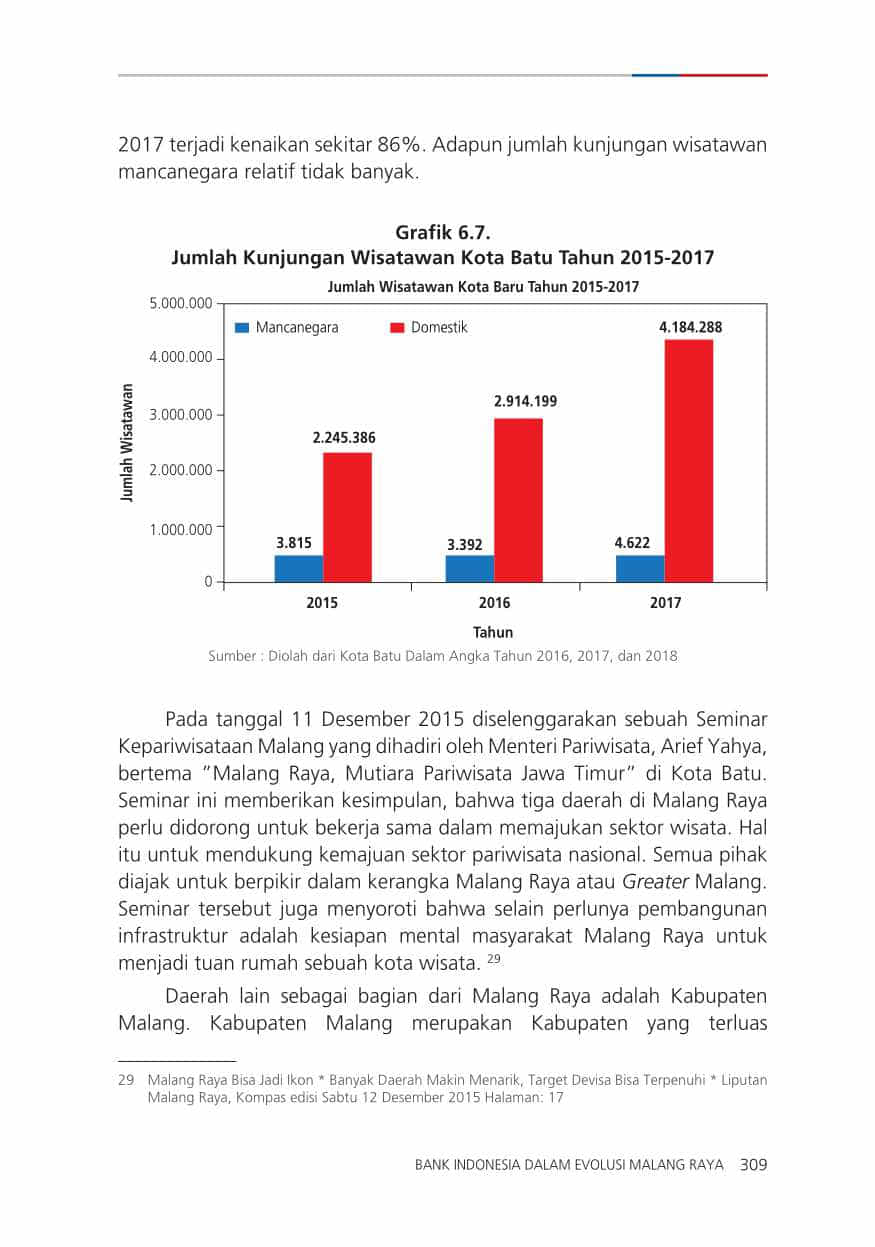 2017 terjadi kenaikan sekitar 86%. Adapun jumlah kunjungan wisatawan
mancanegara relatif tidak banyak.
Grafik 6.7.
Jumlah Kunjungan Wisatawan Kota Batu Tahun 2015-2017
Jumlah Wisatawan Kota Baru Tahun 2015-2017
Jumlah Wisatawan
5.000.000
4.000.000
3.000.000
2.000.000
1.000.000
0
Mancanegara Domestik
3.815 2.245.386
3.392 2.914.199
4.622 4.184.288
2015 2016 2017
Tahun
Sumber : Diolah dari Kota Batu Dalam Angka Tahun 2016, 2017, dan 2018
Pada tanggal 11 Desember 2015 diselenggarakan sebuah Seminar
Kepariwisataan Malang yang dihadiri oleh Menteri Pariwisata, Arief Yahya,
bertema “Malang Raya, Mutiara Pariwisata Jawa Timur” di Kota Batu.
Seminar ini memberikan kesimpulan, bahwa tiga daerah di Malang Raya
perlu didorong untuk bekerja sama dalam memajukan sektor wisata. Hal
itu untuk mendukung kemajuan sektor pariwisata nasional. Semua pihak
diajak untuk berpikir dalam kerangka Malang Raya atau Greater Malang.
Seminar tersebut juga menyoroti bahwa selain perlunya pembangunan
infrastruktur adalah kesiapan mental masyarakat Malang Raya untuk
menjadi tuan rumah sebuah kota wisata. 29
Daerah lain sebagai bagian dari Malang Raya adalah Kabupaten
Malang. Kabupaten Malang merupakan Kabupaten yang terluas
29 Malang Raya Bisa Jadi Ikon * Banyak Daerah Makin Menarik, Target Devisa Bisa Terpenuhi * Liputan
Malang Raya, Kompas edisi Sabtu 12 Desember 2015 Halaman: 17
BANK INDONESIA DALAM EVOLUSI MALANG RAYA 309